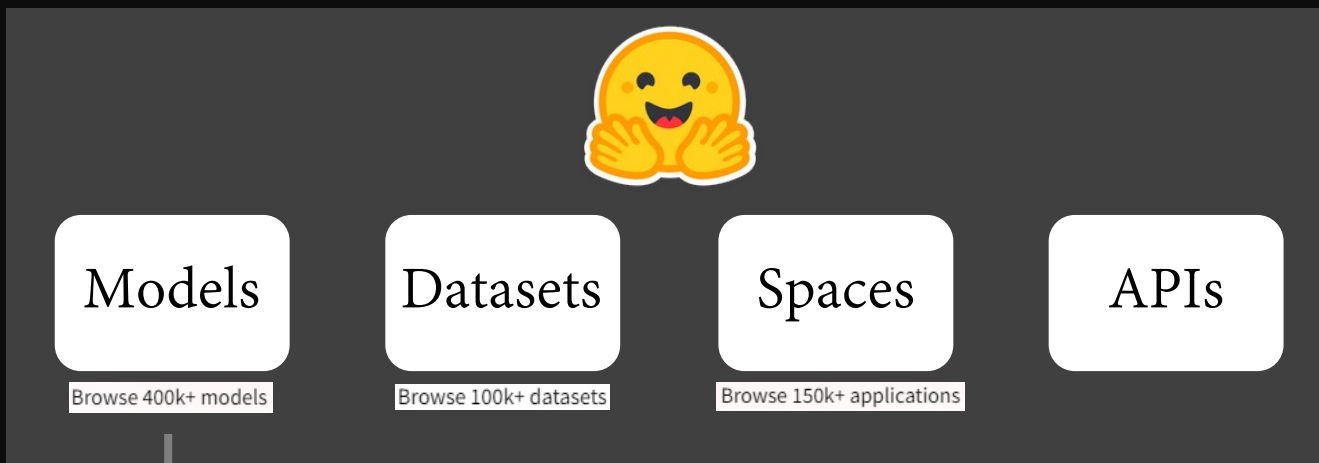 Models
Datasets
Spaces
APIs
Browse 400k+ models
Browse 100k+ datasets
Browse 150k+ applications